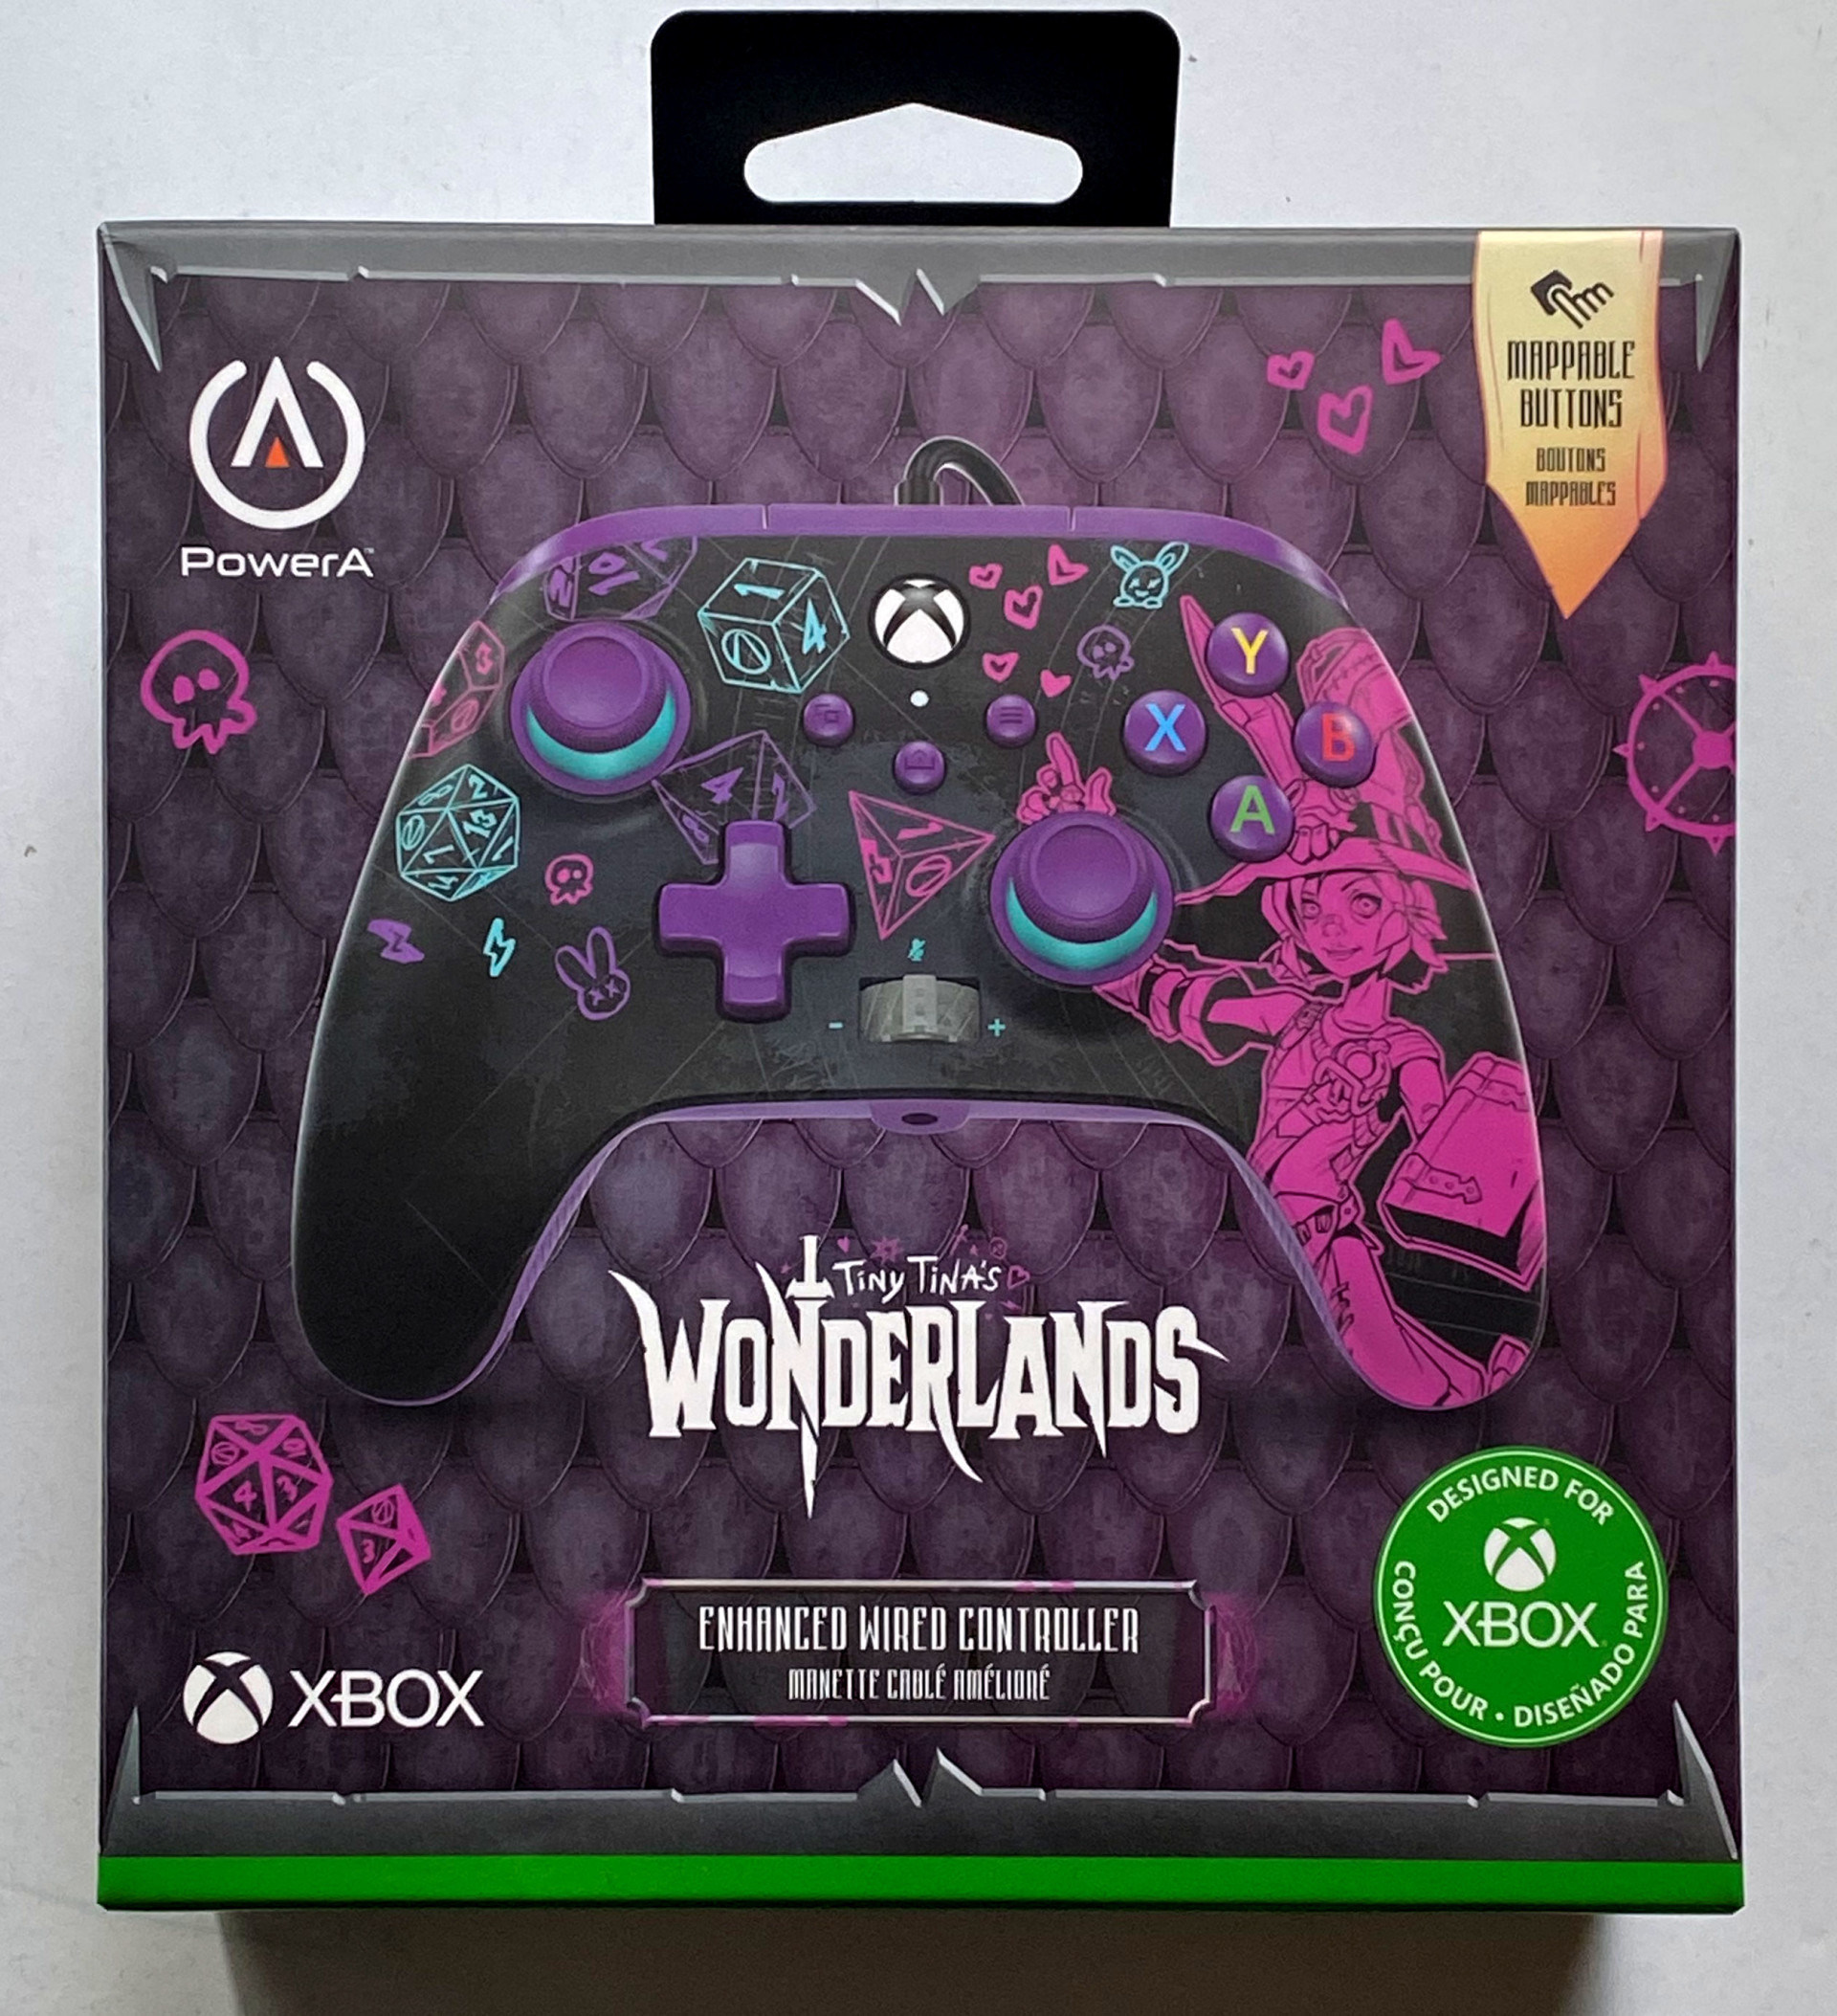 MAPPABLE
BUTTONS
BOUTONS
MAPPABLES
PowerA
Y
X
B
A
- +
TINY TINA'S
WONDERLANDS
ENHANCED WIRED CONTROLLER
MANETTE CABLÉ AMÉLIORÉ
XBOX
DESIGNED FOR
XBOX
CONÇU POUR • DISEÑADO PARA